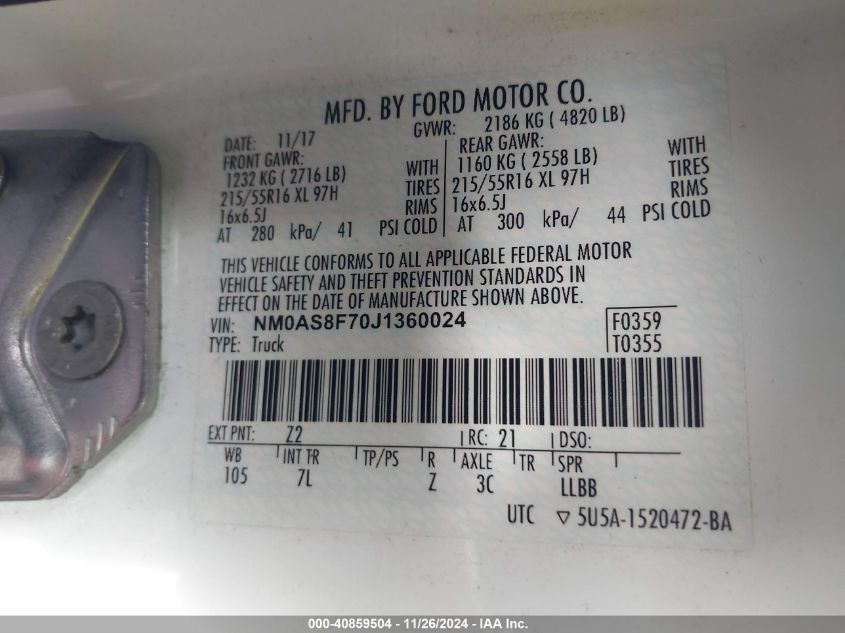 MFD. BY FORD MOTOR CO.
DATE: 11/17 GVWR: 2186 KG ( 4820 LB)
FRONT GAWR: REAR GAWR:
1232 KG ( 2716 LB) WITH 1160 KG ( 2558 LB) WITH
215/55R16 XL 97H TIRES 215/55R16 XL 97H TIRES
16x6.5J RIMS 16x6.5J RIMS
AT 280 kPa/ 41 PSI COLD AT 300 kPa/ 44 PSI COLD
THIS VEHICLE CONFORMS TO ALL APPLICABLE FEDERAL MOTOR
VEHICLE SAFETY AND THEFT PREVENTION STANDARDS IN
EFFECT ON THE DATE OF MANUFACTURE SHOWN ABOVE.
VIN: NM0AS8F70J1360024 F0359
TYPE: Truck T0355
EXT PNT: Z2 RC: 21 DSO:
WB INT TR TP/PS R AXLE TR SPR
105 7L Z 3C LLBB
UTC ▽ 5U5A-1520472-BA
000-40859504 - 11/26/2024 - IAA Inc.